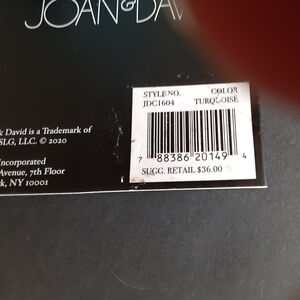 JOAN & DAV
STYLE NO. COLOR
JDC1604 TURQUOISE
& David is a Trademark of
SLG, LLC. © 2020
7 88386 20149 4
Incorporated
Avenue, 7th Floor
k, NY 10001
SUGG. RETAIL $36.00